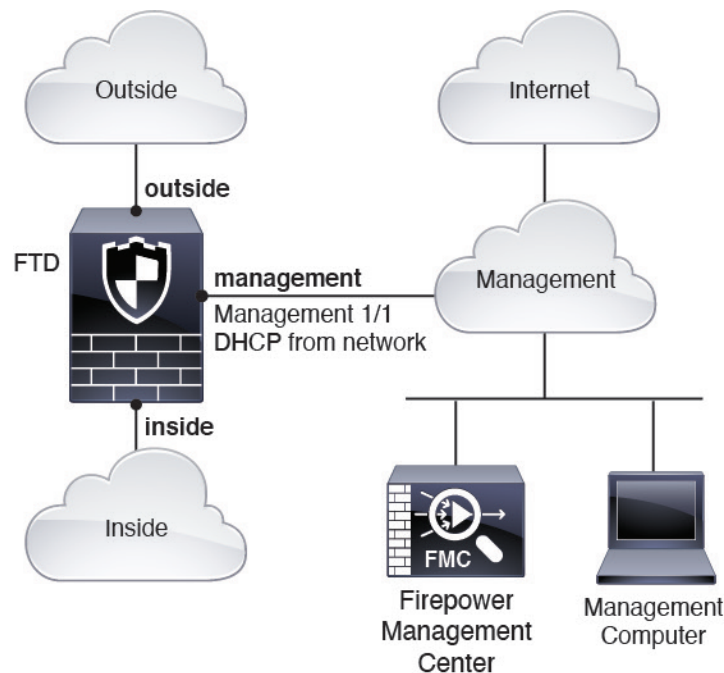 Outside
Internet
outside
FTD
management
Management 1/1
DHCP from network
Management
inside
Inside
FMC
Firepower
Management
Center
Management
Computer